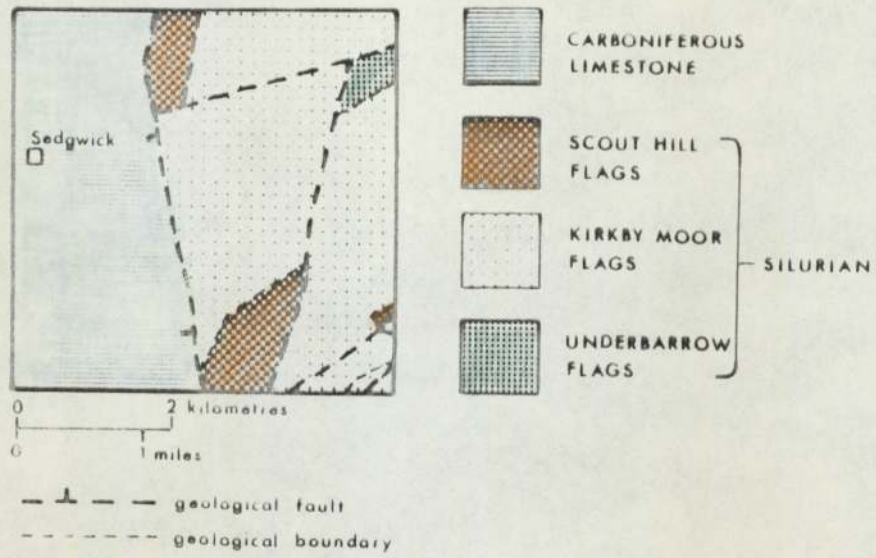 Sedgwick
CARBONIFEROUS
LIMESTONE
SCOUT HILL
FLAGS
KIRKBY MOOR
FLAGS
UNDERBARROW
FLAGS
SILURIAN
0 2 kilometres
0 1 miles
geological fault
geological boundary